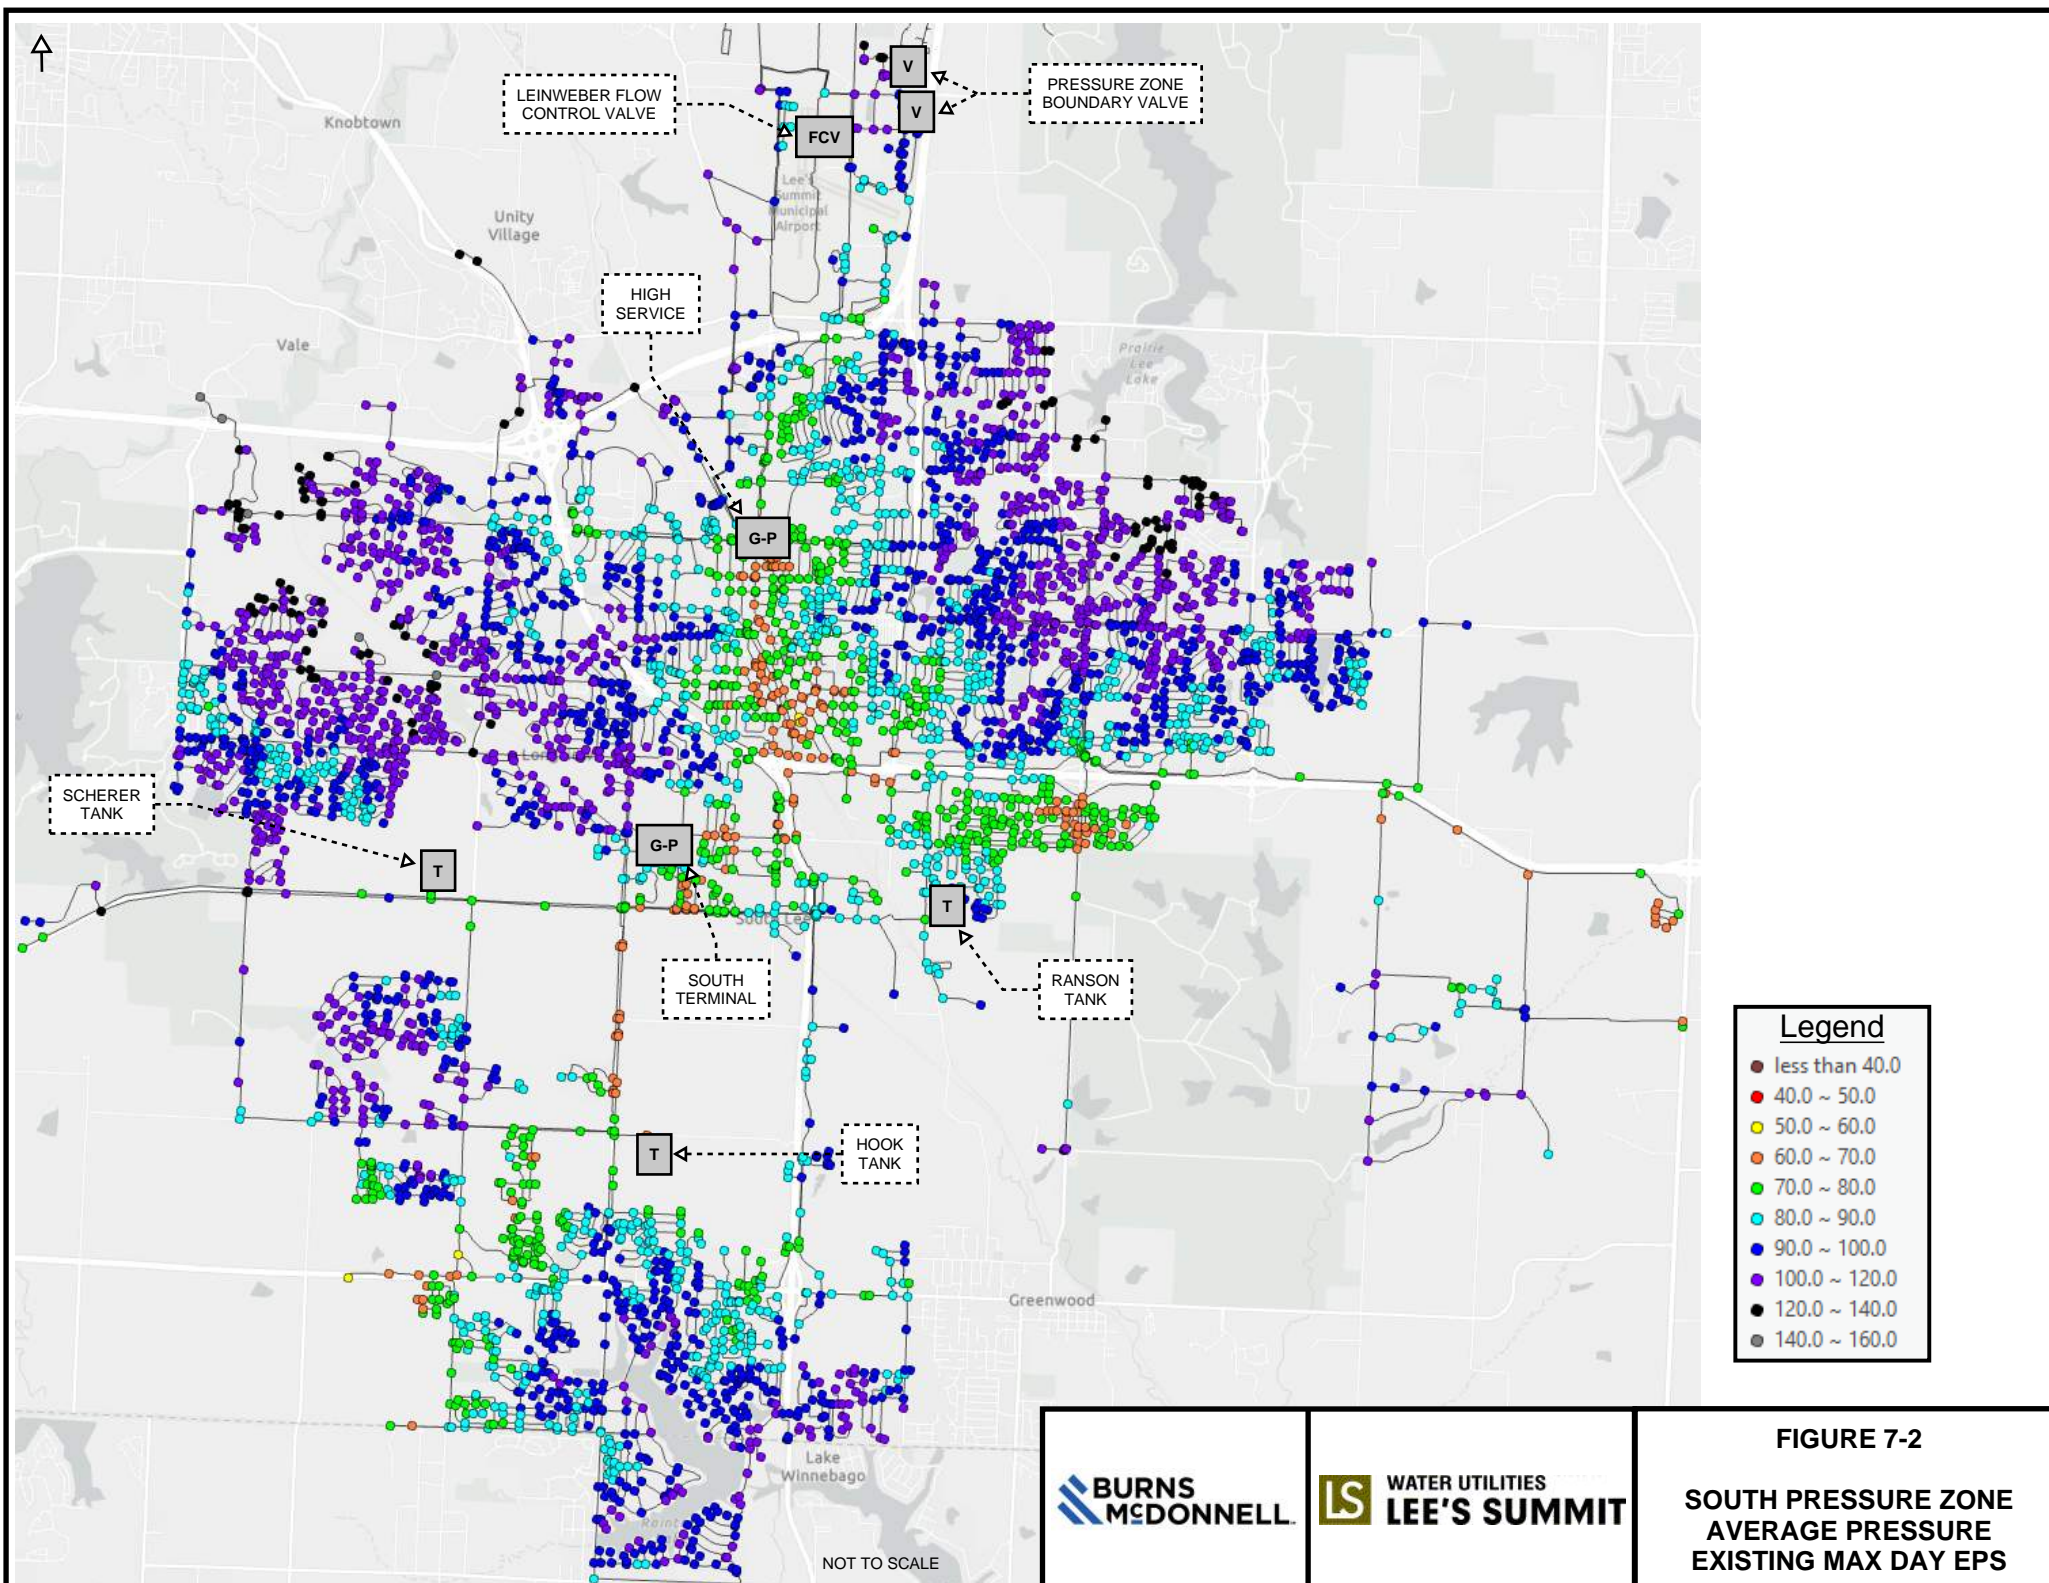 V
PRESSURE ZONE
BOUNDARY VALVE
LEINWEBER FLOW
CONTROL VALVE
V
Knobtown
FCV
Lee's
Summit
Municipal
Airport
Unity
Village
HIGH
SERVICE
Vale
Prairie
Lee
Lake
G-P
SCHERER
TANK
G-P
T
T
SOUTH
TERMINAL
RANSON
TANK
Legend
less than 40.0
40.0 ~ 50.0
50.0 ~ 60.0
60.0 ~ 70.0
70.0 ~ 80.0
80.0 ~ 90.0
90.0 ~ 100.0
100.0 ~ 120.0
120.0 ~ 140.0
140.0 ~ 160.0
T
HOOK
TANK
Greenwood
Lake
Winnebago
NOT TO SCALE
BURNS
McDONNELL
LS
WATER UTILITIES
LEE'S SUMMIT
FIGURE 7-2
SOUTH PRESSURE ZONE
AVERAGE PRESSURE
EXISTING MAX DAY EPS